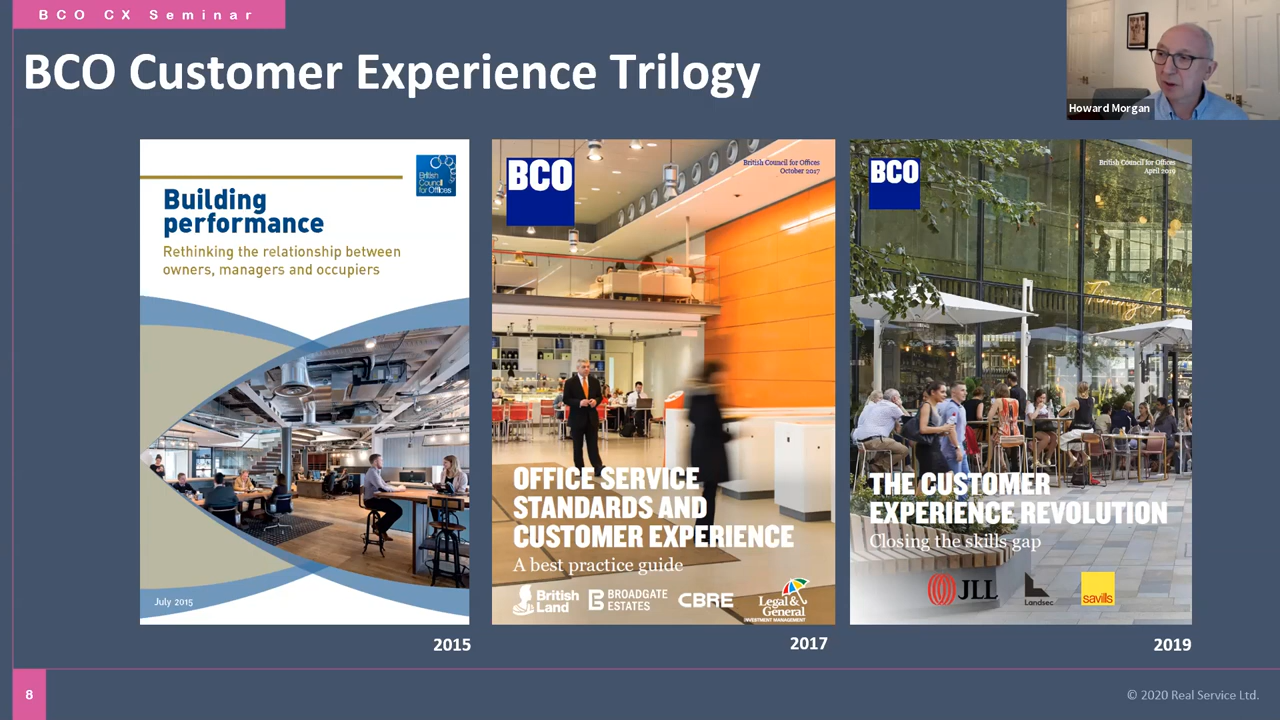 BCO CX Seminar
BCO Customer Experience Trilogy
Howard Morgan
British
Council
for Offices
Building
performance
Rethinking the relationship between
owners, managers and occupiers
July 2015
2015
BCO
British Council for Offices
October 2017
OFFICE SERVICE
STANDARDS AND
CUSTOMER EXPERIENCE
A best practice guide
British
Land
BROADGATE
ESTATES
CBRE
Legal &
General
INVESTMENT MANAGEMENT
2017
BCO
British Council for Offices
April 2019
THE CUSTOMER
EXPERIENCE REVOLUTION
Closing the skills gap
JLL
Landsec
savills
2019
8
© 2020 Real Service Ltd.